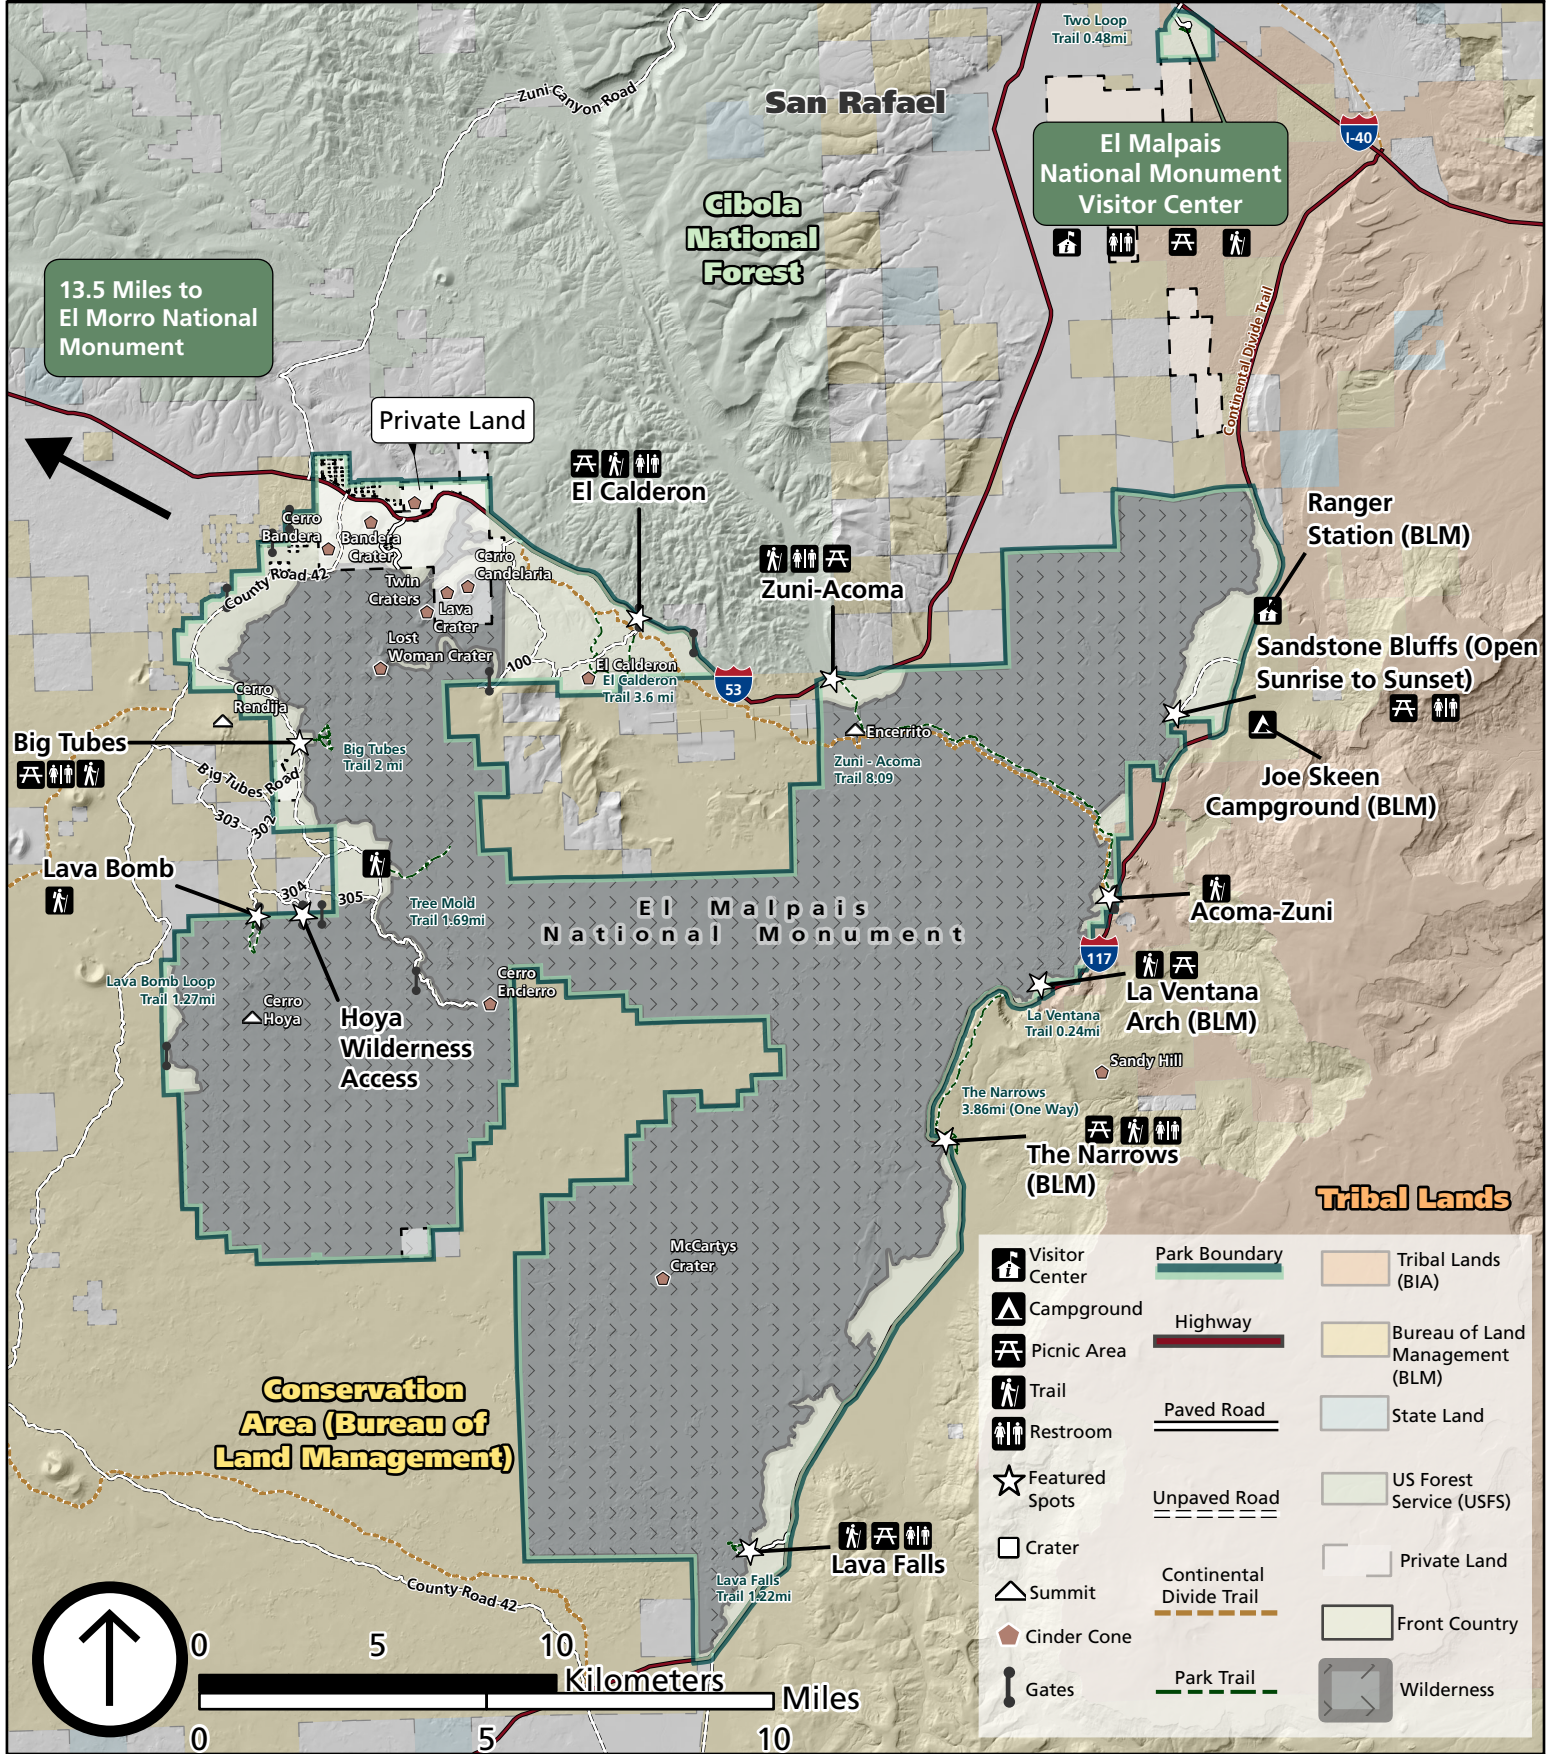 Two Loop
Trail 0.48mi
Zuni Canyon Road
San Rafael
I-40
El Malpais
National Monument
Visitor Center
Cibola
National
Forest
13.5 Miles to
El Morro National
Monument
Continental Divide Trail
Private Land
El Calderon
Ranger
Station (BLM)
Cerro
Bandera
Bandera
Crater
Cerro
Candelaria
Zuni-Acoma
County Road 42
Twin
Craters
Lava
Crater
Lost
Woman Crater
100
El Calderon
El Calderon
Trail 3.6 mi
53
Sandstone Bluffs (Open
Sunrise to Sunset)
Cerro
Rendija
Big Tubes
Big Tubes
Trail 2 mi
Encerrito
Zuni - Acoma
Trail 8.09
Big Tubes Road
Joe Skeen
Campground (BLM)
303
302
Lava Bomb
304
305
Tree Mold
Trail 1.69mi
El Malpais
National Monument
Acoma-Zuni
117
Lava Bomb Loop
Trail 1.27mi
Cerro
Hoya
Cerro
Encierro
Hoya
Wilderness
Access
La Ventana
Arch (BLM)
La Ventana
Trail 0.24mi
Sandy Hill
The Narrows
3.86mi (One Way)
The Narrows
(BLM)
Tribal Lands
McCartys
Crater
Conservation
Area (Bureau of
Land Management)
Lava Falls
Lava Falls
Trail 1.22mi
County Road 42
Visitor
Center
Campground
Picnic Area
Trail
Restroom
Featured
Spots
Crater
Summit
Cinder Cone
Gates
Park Boundary
Highway
Paved Road
Unpaved Road
Continental
Divide Trail
Park Trail
Tribal Lands
(BIA)
Bureau of Land
Management
(BLM)
State Land
US Forest
Service (USFS)
Private Land
Front Country
Wilderness
0 5 10
Kilometers
Miles
0 5 10